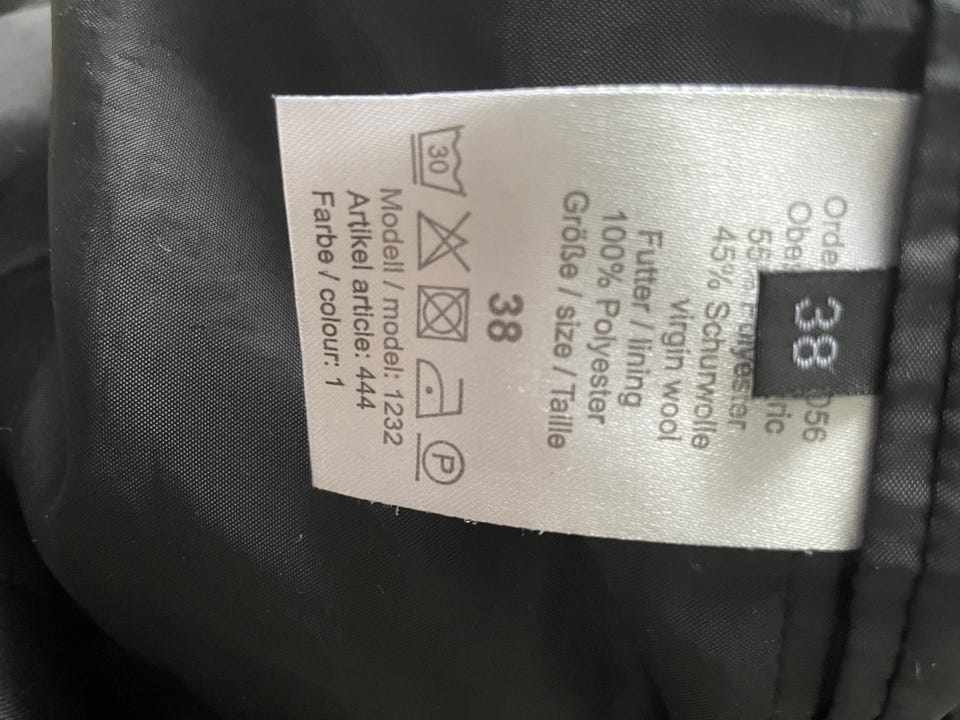 38
Orde 056
Obe ric
55% Polyester
45% Schurwolle
virgin wool
Futter / lining
100% Polyester
Größe / size / Taille
38
30
P
Modell / model: 1232
Artikel article: 444
Farbe / colour: 1